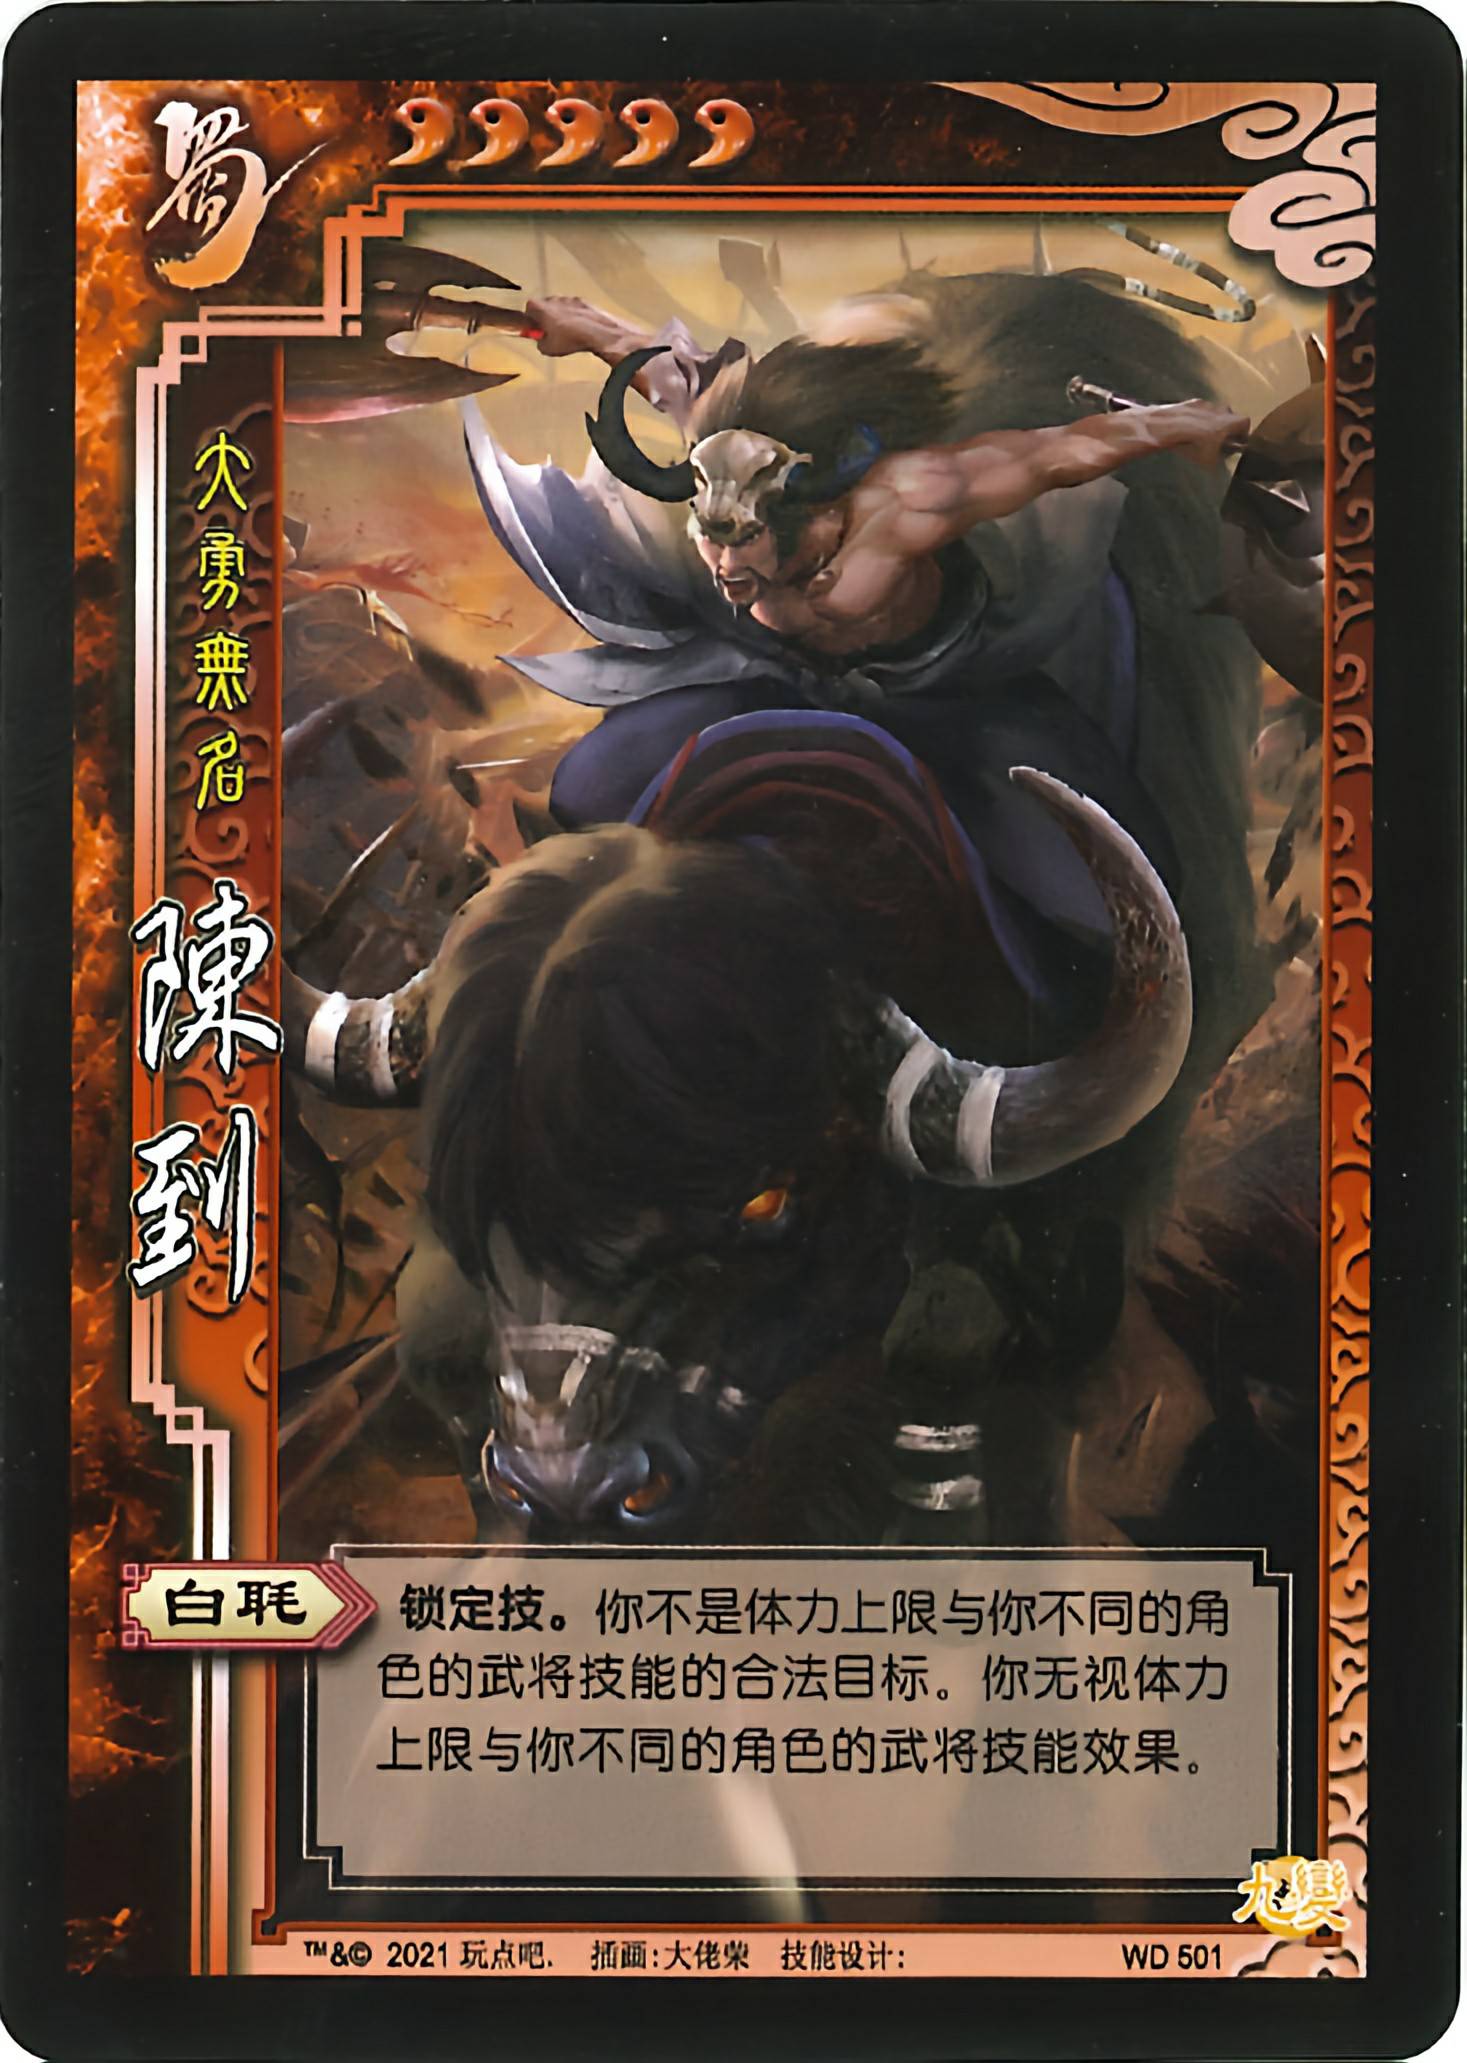 蜀
大勇無名
陳到
白毦
锁定技。你不是体力上限与你不同的角
色的武将技能的合法目标。你无视体力
上限与你不同的角色的武将技能效果。
九變
™&© 2021 玩点吧. 插画:大佬荣 技能设计: WD 501